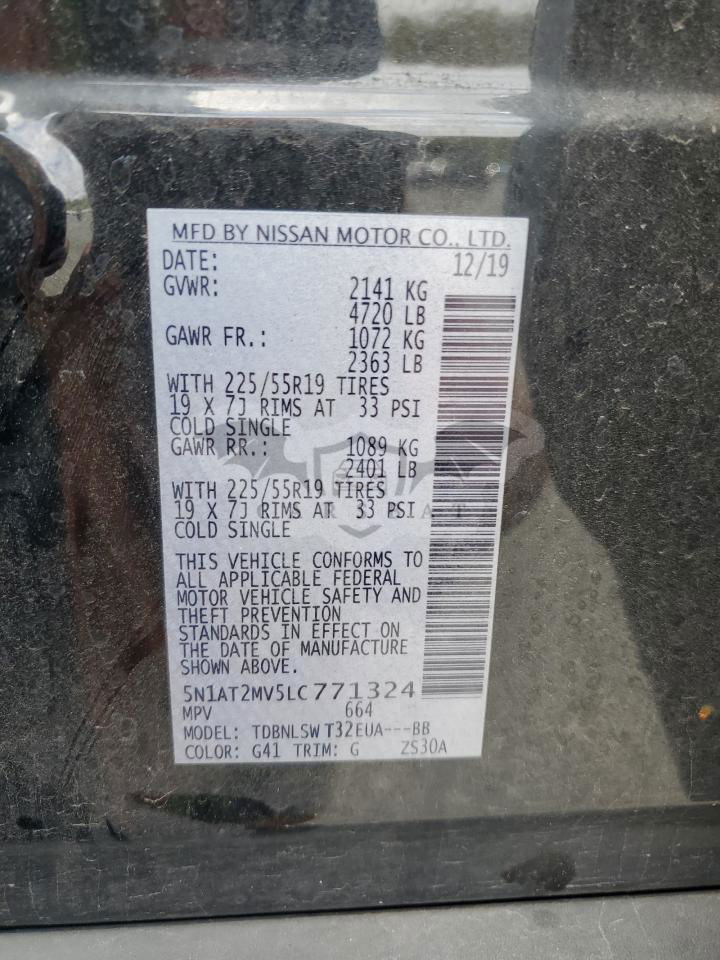 MFD BY NISSAN MOTOR CO., LTD.
DATE: 12/19
GVWR: 2141 KG
4720 LB
GAWR FR.: 1072 KG
2363 LB
WITH 225/55R19 TIRES
19 X 7J RIMS AT 33 PSI
COLD SINGLE
GAWR RR.: 1089 KG
2401 LB
WITH 225/55R19 TIRES
19 X 7J RIMS AT 33 PSI
COLD SINGLE
THIS VEHICLE CONFORMS TO
ALL APPLICABLE FEDERAL
MOTOR VEHICLE SAFETY AND
THEFT PREVENTION
STANDARDS IN EFFECT ON
THE DATE OF MANUFACTURE
SHOWN ABOVE.
5N1AT2MV5LC771324
MPV 664
MODEL: TDBNLSWT32EUA---BB
COLOR: G41 TRIM: G ZS30A